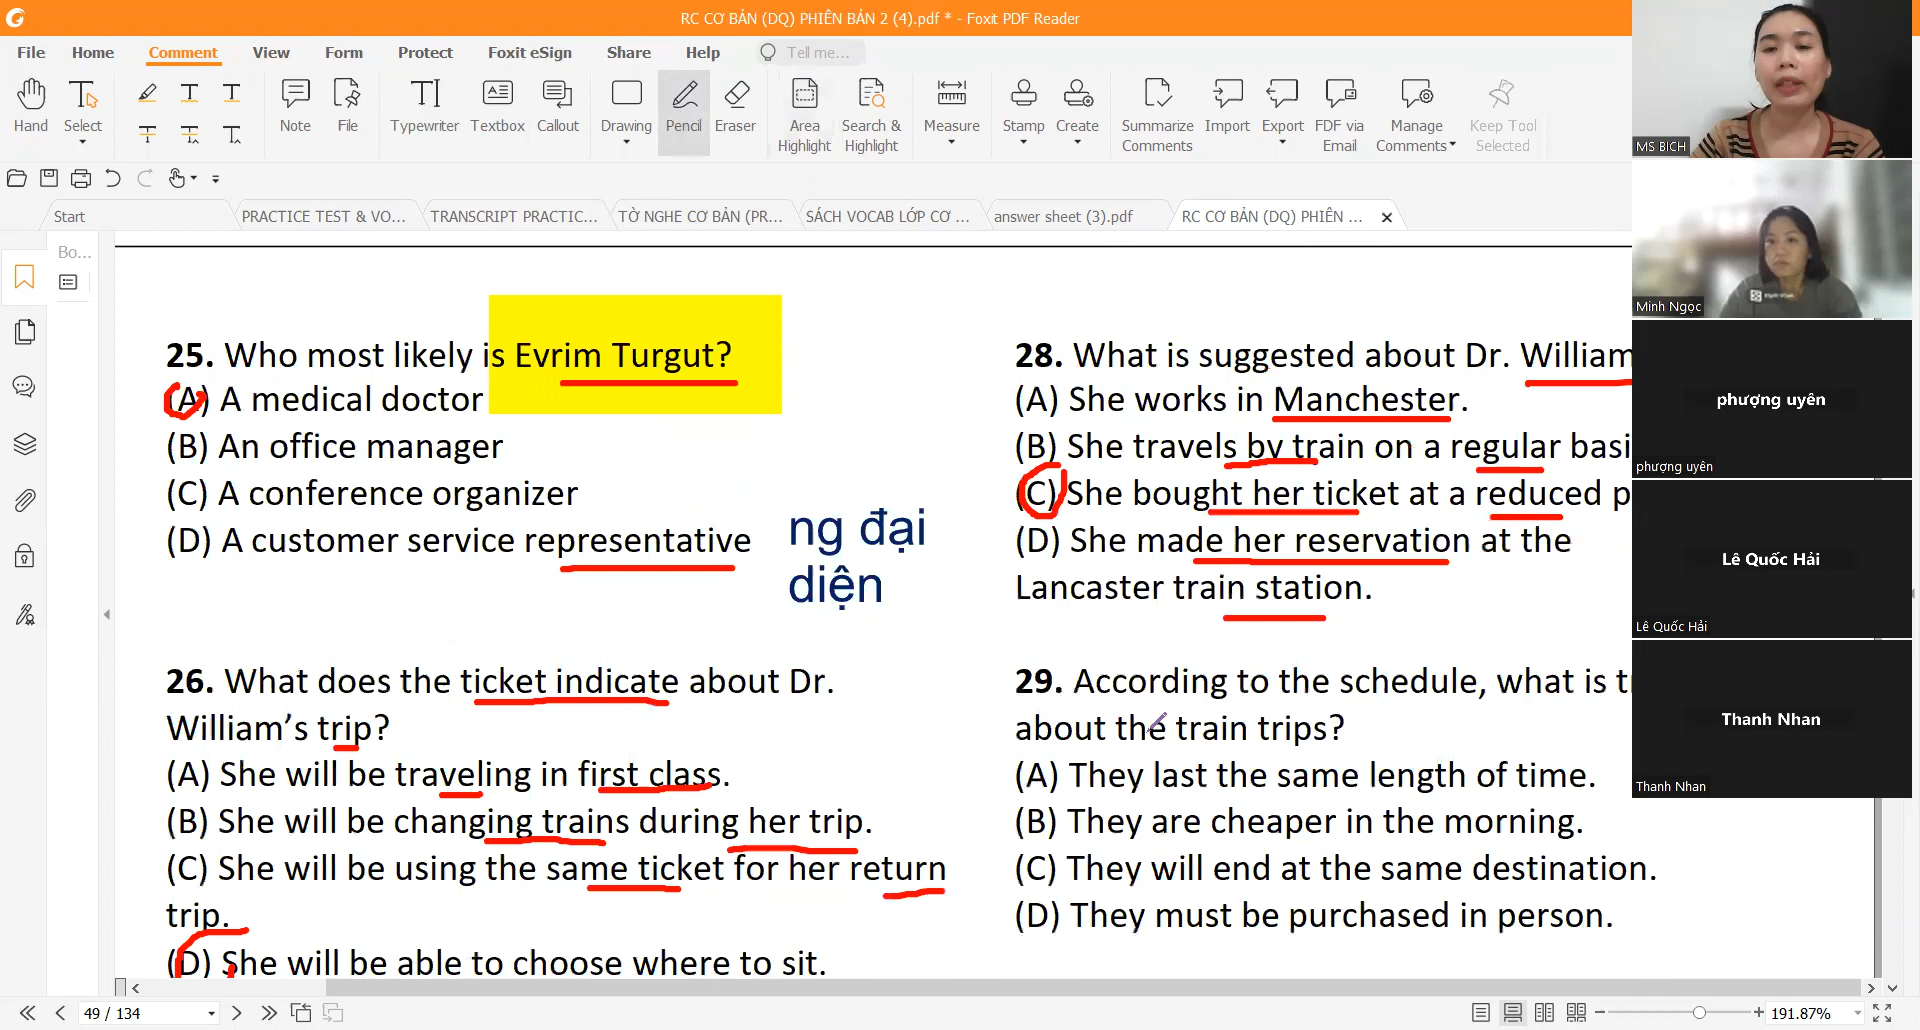 RC CƠ BẢN (DQ) PHIÊN BẢN 2 (4).pdf * - Foxit PDF Reader
File Home Comment View Form Protect Foxit eSign Share Help Tell me...
Hand Select Note File Typewriter Textbox Callout Drawing Pencil Eraser Area Highlight Search & Highlight Measure Stamp Create Summarize Comments Import Export FDF via Email Manage Comments Keep Tool Selected
Start PRACTICE TEST & VO... TRANSCRIPT PRACTIC... TỜ NGHE CƠ BẢN (PR... SÁCH VOCAB LỚP CƠ ... answer sheet (3).pdf RC CƠ BẢN (DQ) PHIÊN ...
Bo...
25. Who most likely is Evrim Turgut?
(A) A medical doctor
(B) An office manager
(C) A conference organizer
(D) A customer service representative
ng đại
diện
26. What does the ticket indicate about Dr.
William's trip?
(A) She will be traveling in first class.
(B) She will be changing trains during her trip.
(C) She will be using the same ticket for her return
trip.
(D) She will be able to choose where to sit.
28. What is suggested about Dr. William
(A) She works in Manchester.
(B) She travels by train on a regular basi
(C) She bought her ticket at a reduced p
(D) She made her reservation at the
Lancaster train station.
29. According to the schedule, what is t
about the train trips?
(A) They last the same length of time.
(B) They are cheaper in the morning.
(C) They will end at the same destination.
(D) They must be purchased in person.
MS BICH
Minh Ngọc
phượng uyên
phượng uyên
Lê Quốc Hải
Lê Quốc Hải
Thanh Nhan
Thanh Nhan
49 / 134
191.87%